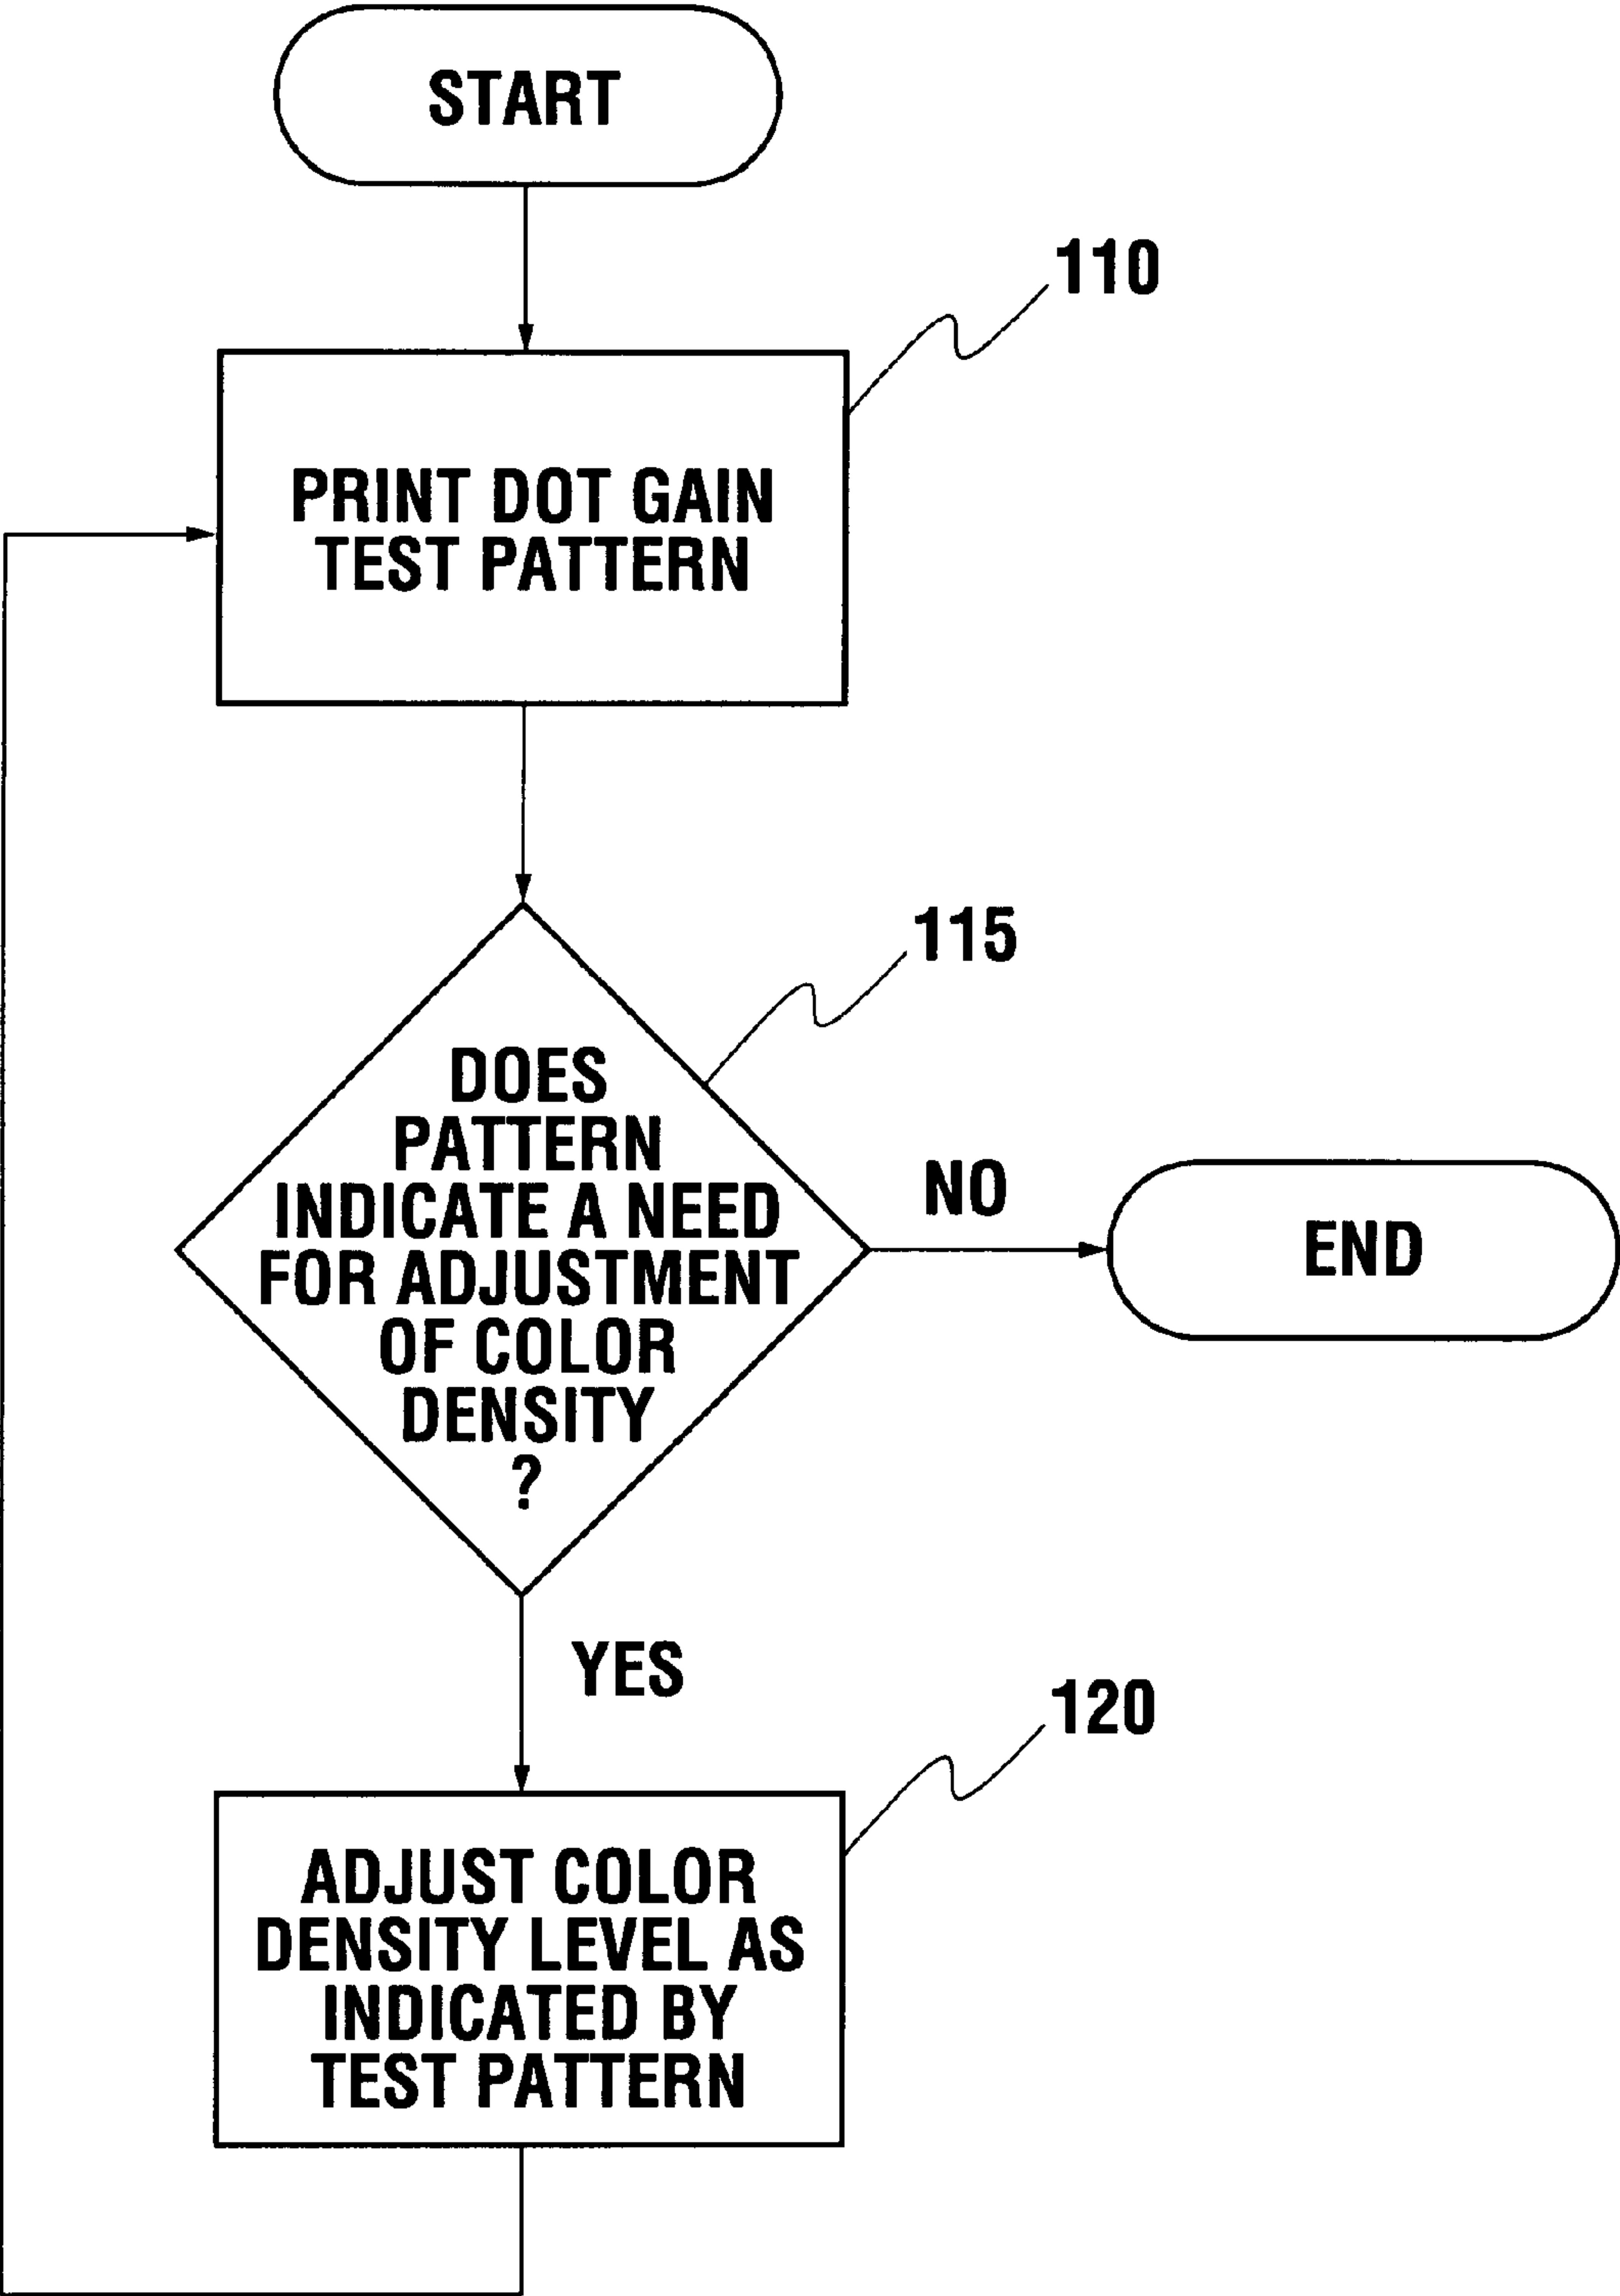 START
110
PRINT DOT GAIN
TEST PATTERN
115
DOES
PATTERN
INDICATE A NEED
FOR ADJUSTMENT
OF COLOR
DENSITY
?
NO
END
YES
120
ADJUST COLOR
DENSITY LEVEL AS
INDICATED BY
TEST PATTERN